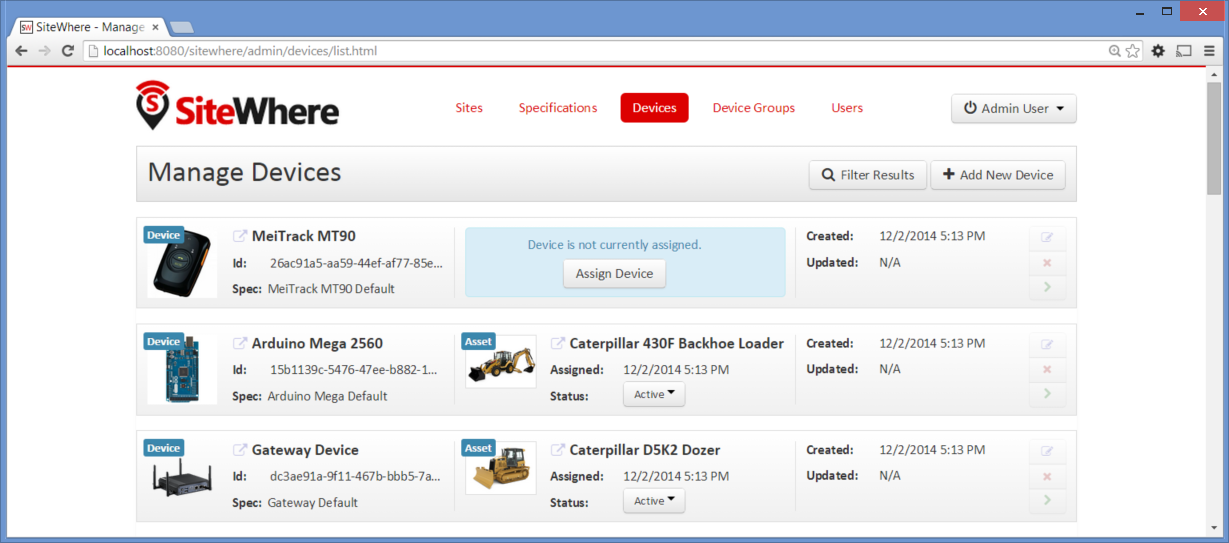 SW SiteWhere - Manage
localhost:8080/sitewhere/admin/devices/list.html
S SiteWhere
Sites Specifications Devices Device Groups Users Admin User
Manage Devices Filter Results Add New Device
Device MeiTrack MT90
Id: 26ac91a5-aa59-44ef-af77-85e...
Spec: MeiTrack MT90 Default
Device is not currently assigned.
Assign Device
Created: 12/2/2014 5:13 PM
Updated: N/A
Device Arduino Mega 2560
Id: 15b1139c-5476-47ee-b882-1...
Spec: Arduino Mega Default
Asset Caterpillar 430F Backhoe Loader
Assigned: 12/2/2014 5:13 PM
Status: Active
Created: 12/2/2014 5:13 PM
Updated: N/A
Device Gateway Device
Id: dc3ae91a-9f11-467b-bbb5-7a...
Spec: Gateway Default
Asset Caterpillar D5K2 Dozer
Assigned: 12/2/2014 5:13 PM
Status: Active
Created: 12/2/2014 5:13 PM
Updated: N/A